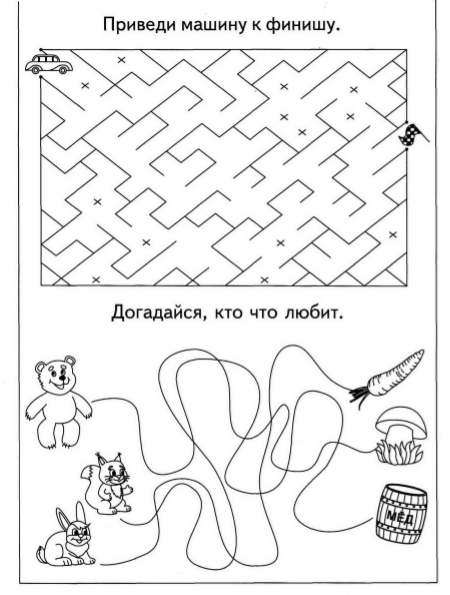 Приведи машину к финишу.
Догадайся, кто что любит.
МЁД